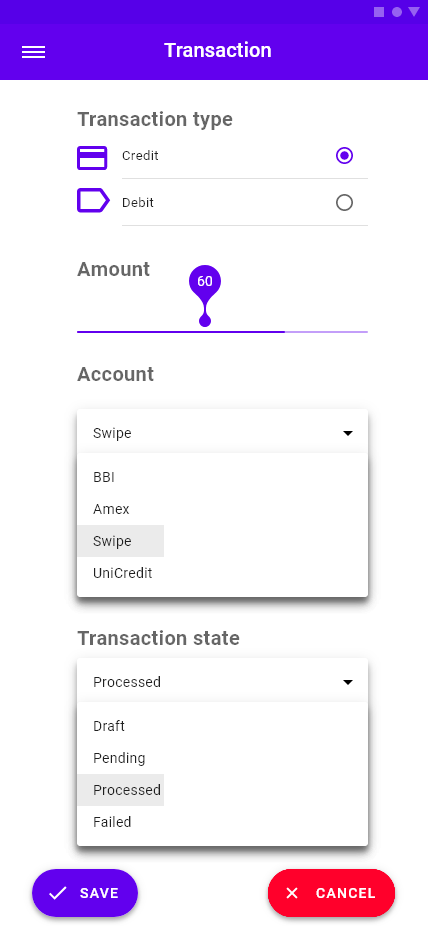 Transaction
Transaction type
Credit
Debit
Amount
60
Account
Swipe
BBI
Amex
Swipe
UniCredit
Transaction state
Processed
Draft
Pending
Processed
Failed
SAVE
CANCEL